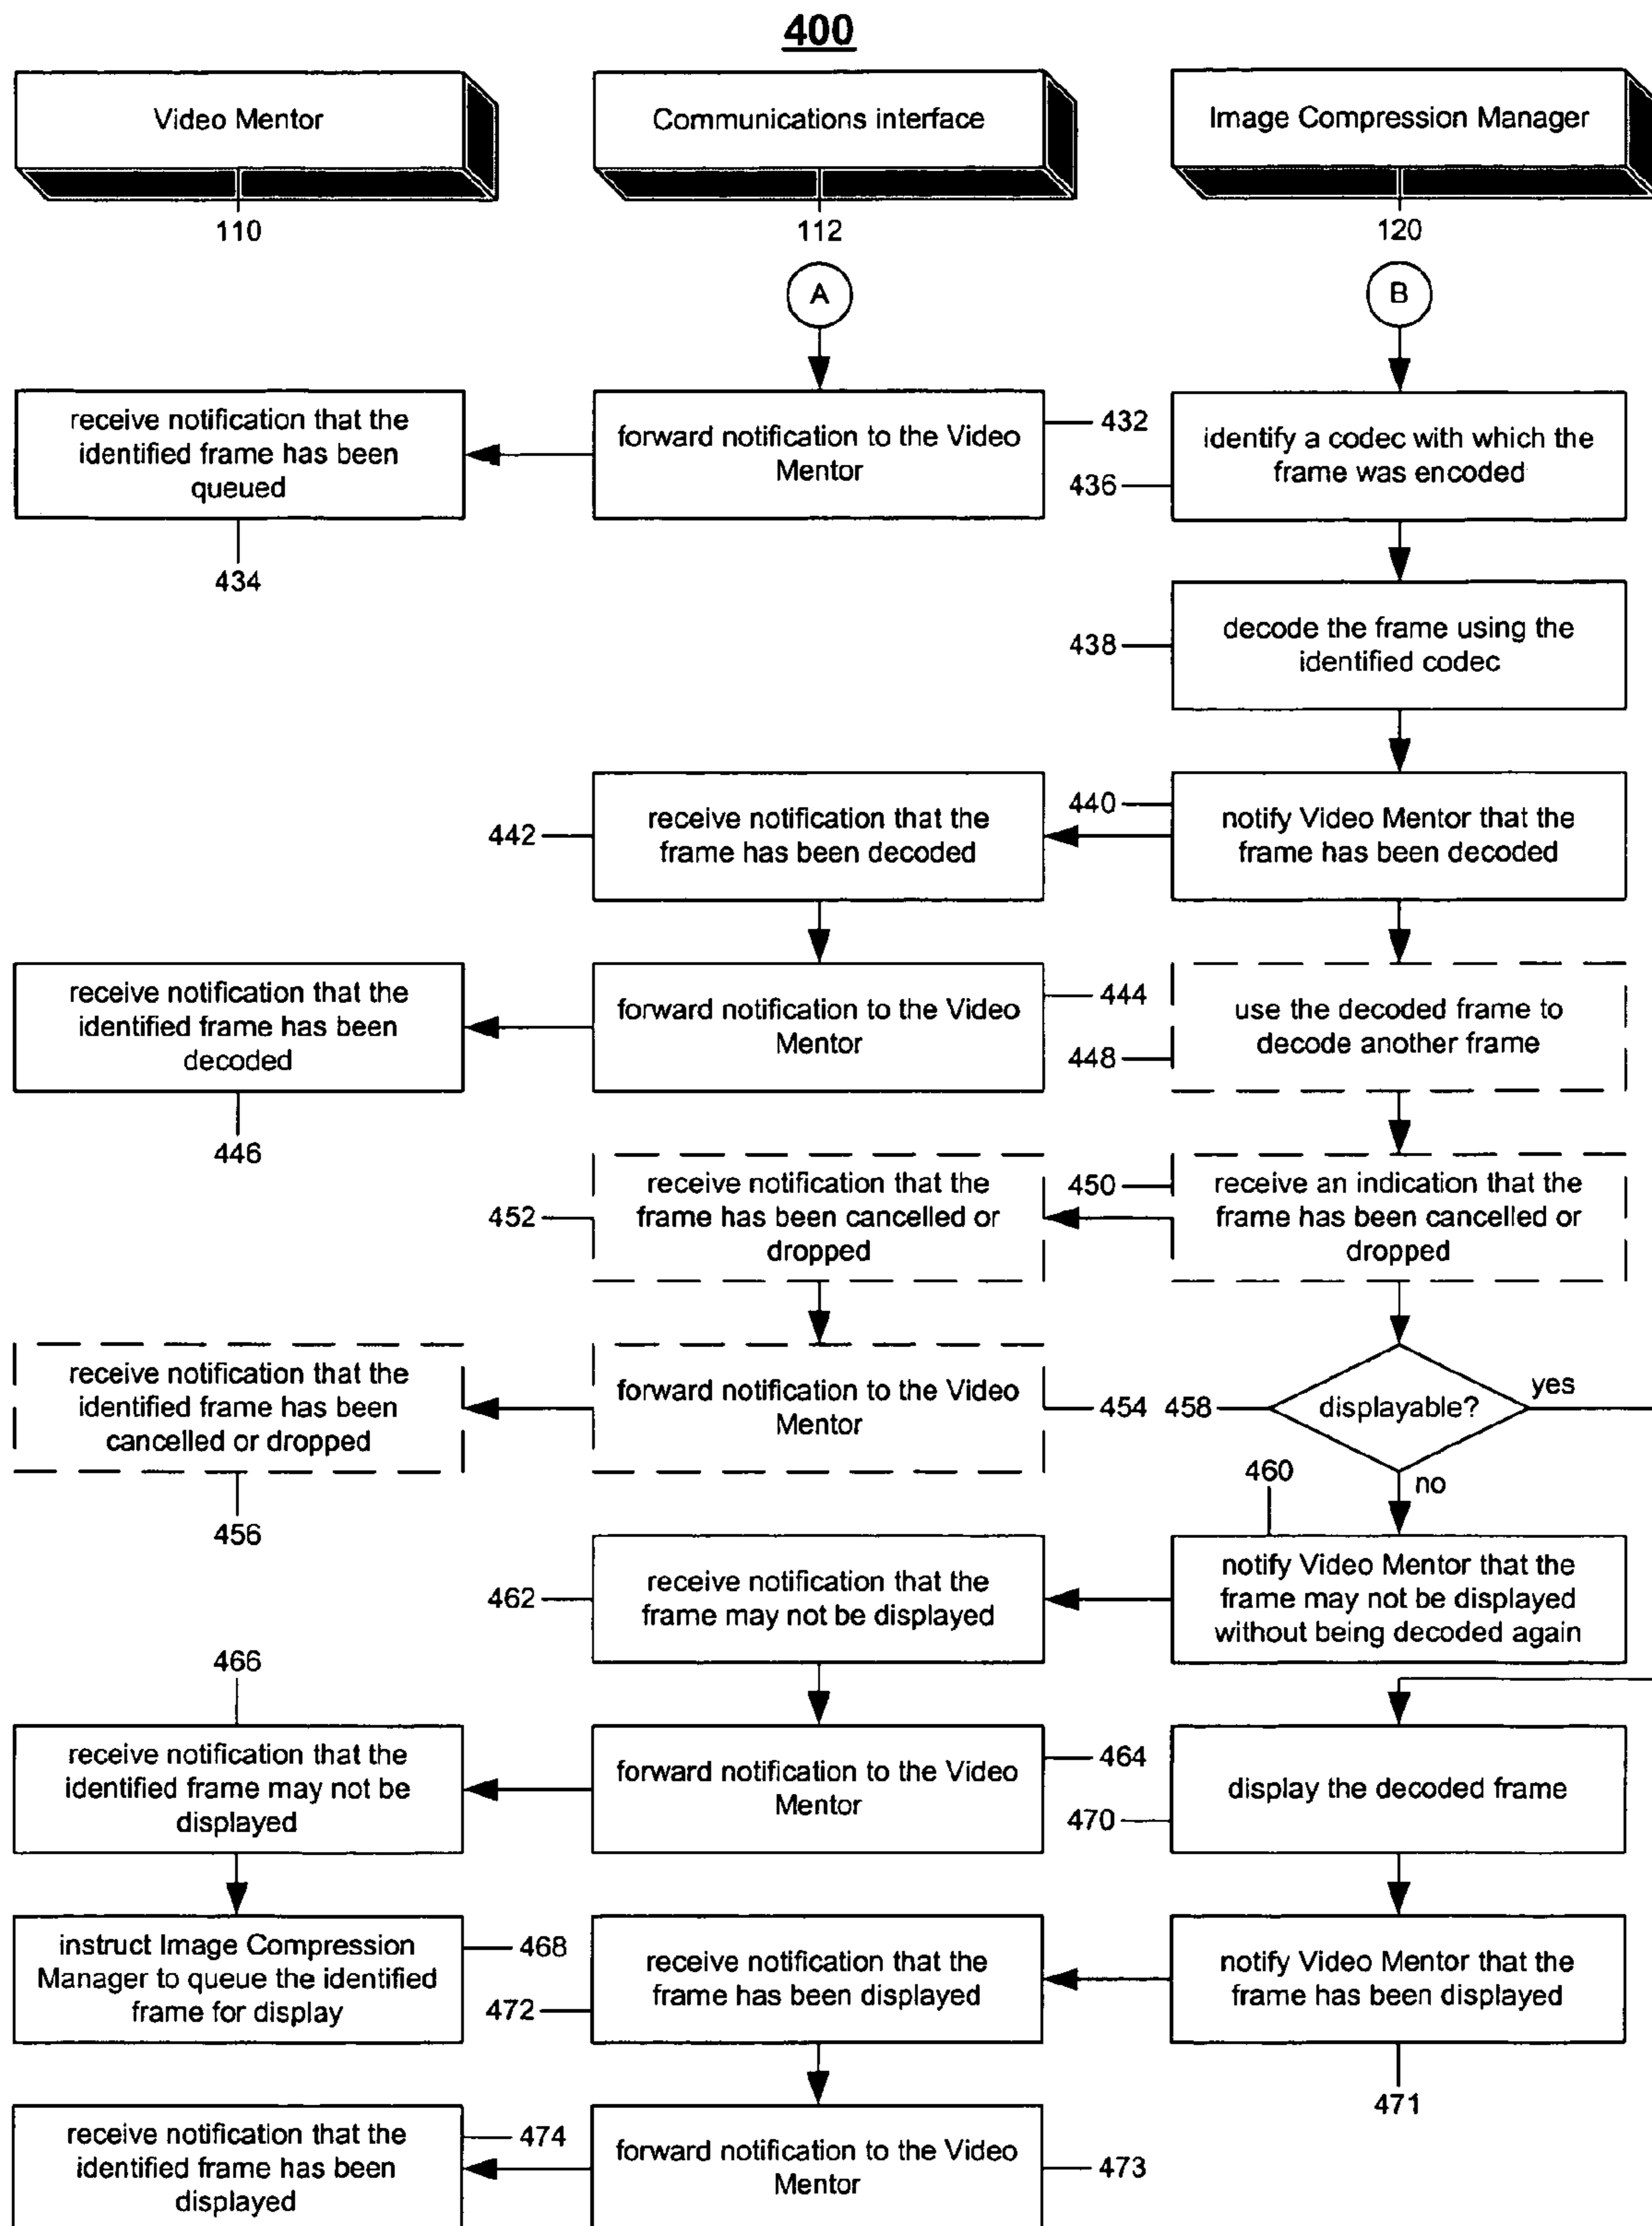 400
Video Mentor
Communications interface
Image Compression Manager
110
112
120
A
B
receive notification that the
identified frame has been
queued
434
forward notification to the Video
Mentor
432
436
identify a codec with which the
frame was encoded
438
decode the frame using the
identified codec
442
receive notification that the
frame has been decoded
440
notify Video Mentor that the
frame has been decoded
receive notification that the
identified frame has been
decoded
446
forward notification to the Video
Mentor
444
448
use the decoded frame to
decode another frame
452
receive notification that the
frame has been cancelled or
dropped
450
receive an indication that the
frame has been cancelled or
dropped
receive notification that the
identified frame has been
cancelled or dropped
456
forward notification to the Video
Mentor
454
458
displayable?
yes
no
460
462
receive notification that the
frame may not be displayed
notify Video Mentor that the
frame may not be displayed
without being decoded again
466
receive notification that the
identified frame may not be
displayed
forward notification to the Video
Mentor
464
470
display the decoded frame
instruct Image Compression
Manager to queue the identified
frame for display
468
472
receive notification that the
frame has been displayed
notify Video Mentor that the
frame has been displayed
471
receive notification that the
identified frame has been
displayed
474
forward notification to the Video
Mentor
473